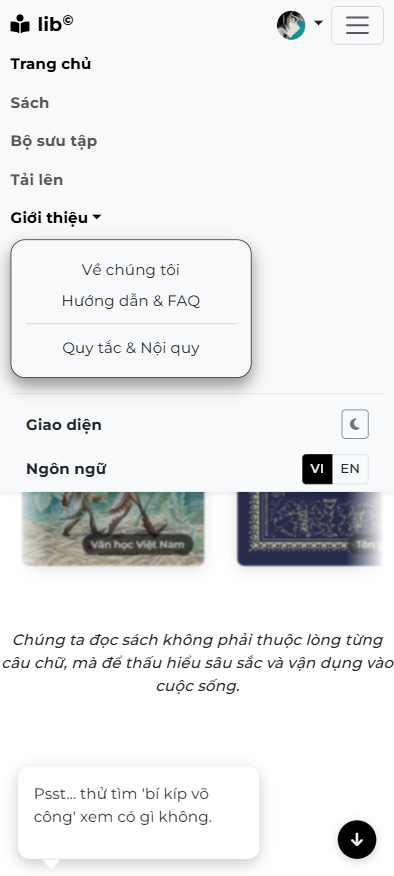 lib©
Trang chủ
Sách
Bộ sưu tập
Tải lên
Giới thiệu
Về chúng tôi
Hướng dẫn & FAQ
Quy tắc & Nội quy
Giao diện
Ngôn ngữ
VI EN
Văn học Việt Nam
Chúng ta đọc sách không phải thuộc lòng từng
câu chữ, mà để thấu hiểu sâu sắc và vận dụng vào
cuộc sống.
Psst... thử tìm 'bí kíp võ
công' xem có gì không.